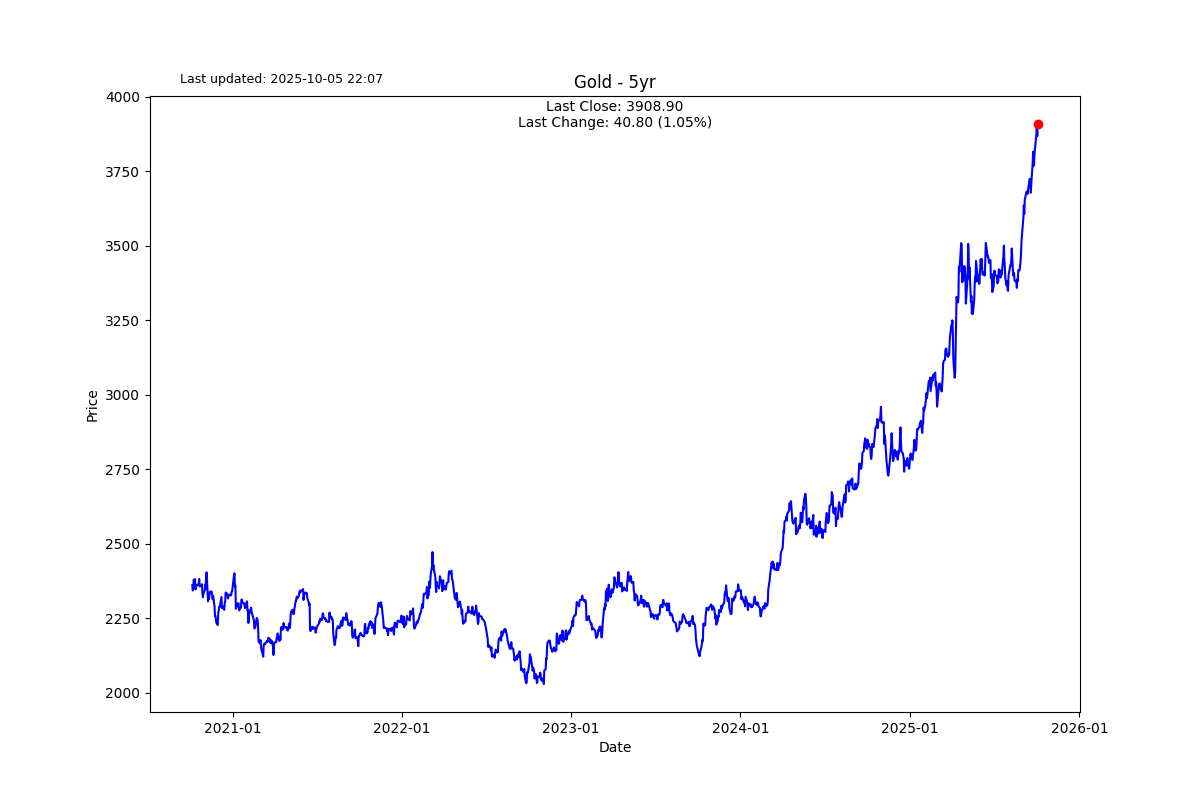 Last updated: 2025-10-05 22:07
Gold - 5yr
Last Close: 3908.90
Last Change: 40.80 (1.05%)
4000
3750
3500
3250
3000
2750
2500
2250
2000
Price
2021-01 2022-01 2023-01 2024-01 2025-01 2026-01
Date